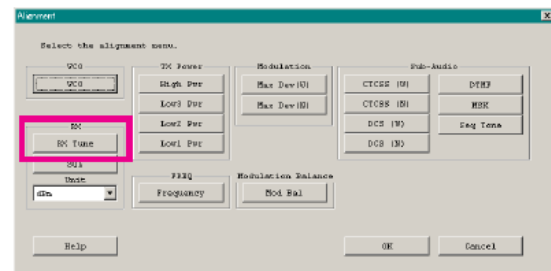 Alignment
Select the alignment menu.
VCO
VCO
RX
RX Tune
SQL
Unit
dBm
TX Power
High Pwr
Low3 Pwr
Low2 Pwr
Low1 Pwr
FREQ
Frequency
Modulation
Max Dev(W)
Max Dev(N)
Modulation Balance
Mod Bal
Sub-Audio
CTCSS (W)
CTCSS (N)
DCS (W)
DCS (N)
DTMF
MSK
Seq Tone
Help
OK
Cancel